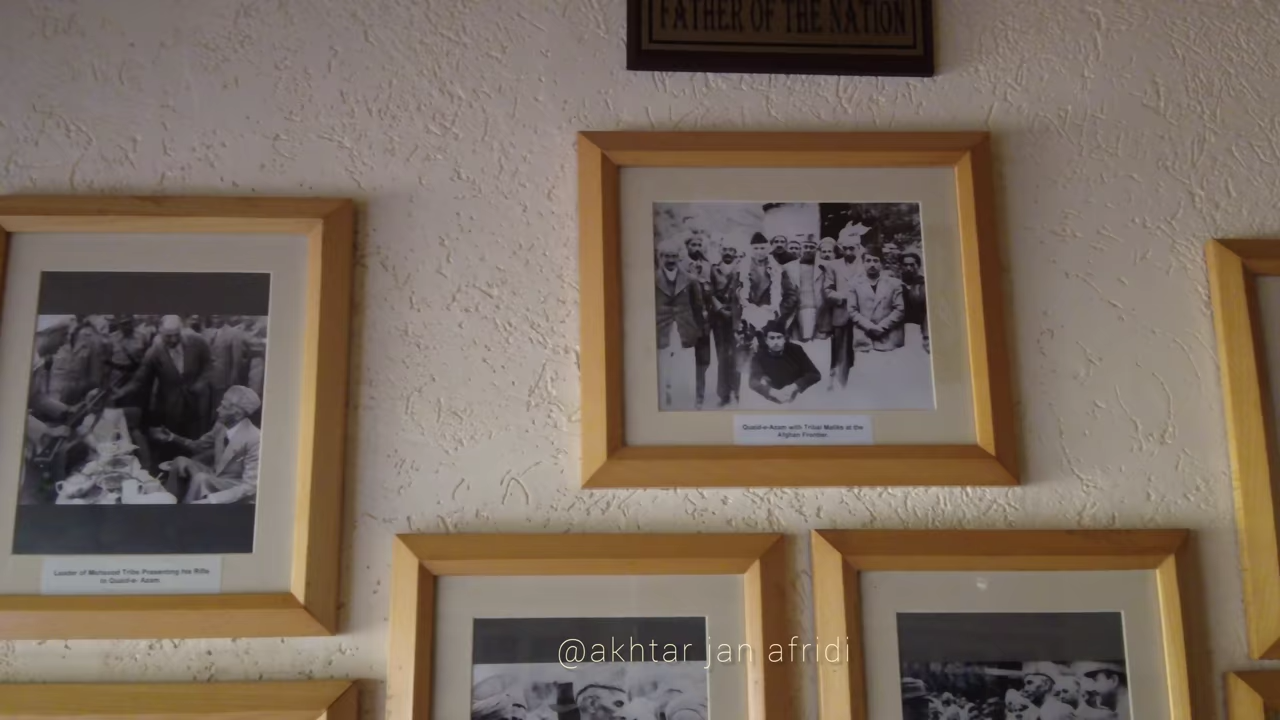 FATHER OF THE NATION
Quaid-e-Azam with Tribal Maliks at the
Afghan Frontier.
Leader of Mehsood Tribe Presenting his Rifle
to Quaid-e- Azam
@akhtar jan afridi